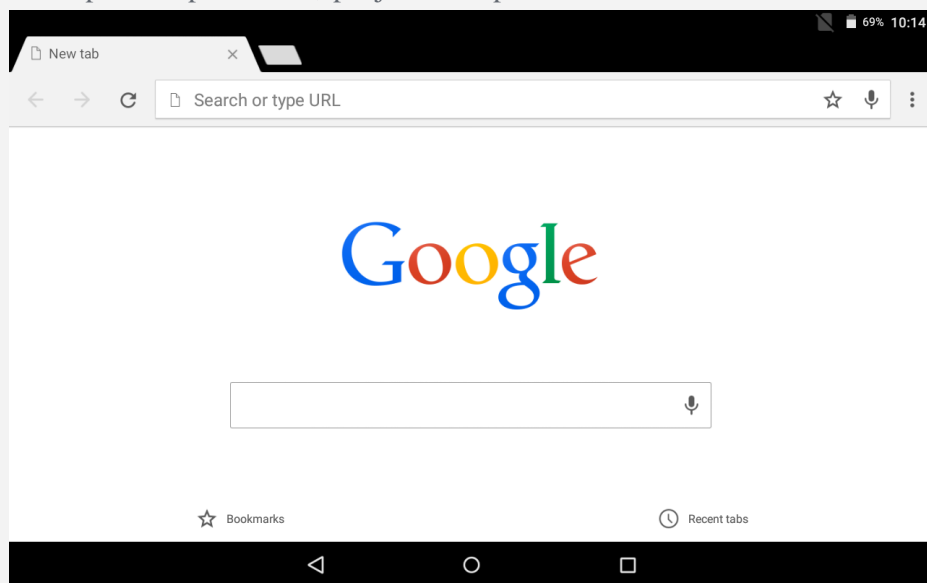 69% 10:14
New tab
Search or type URL
Google
Bookmarks
Recent tabs